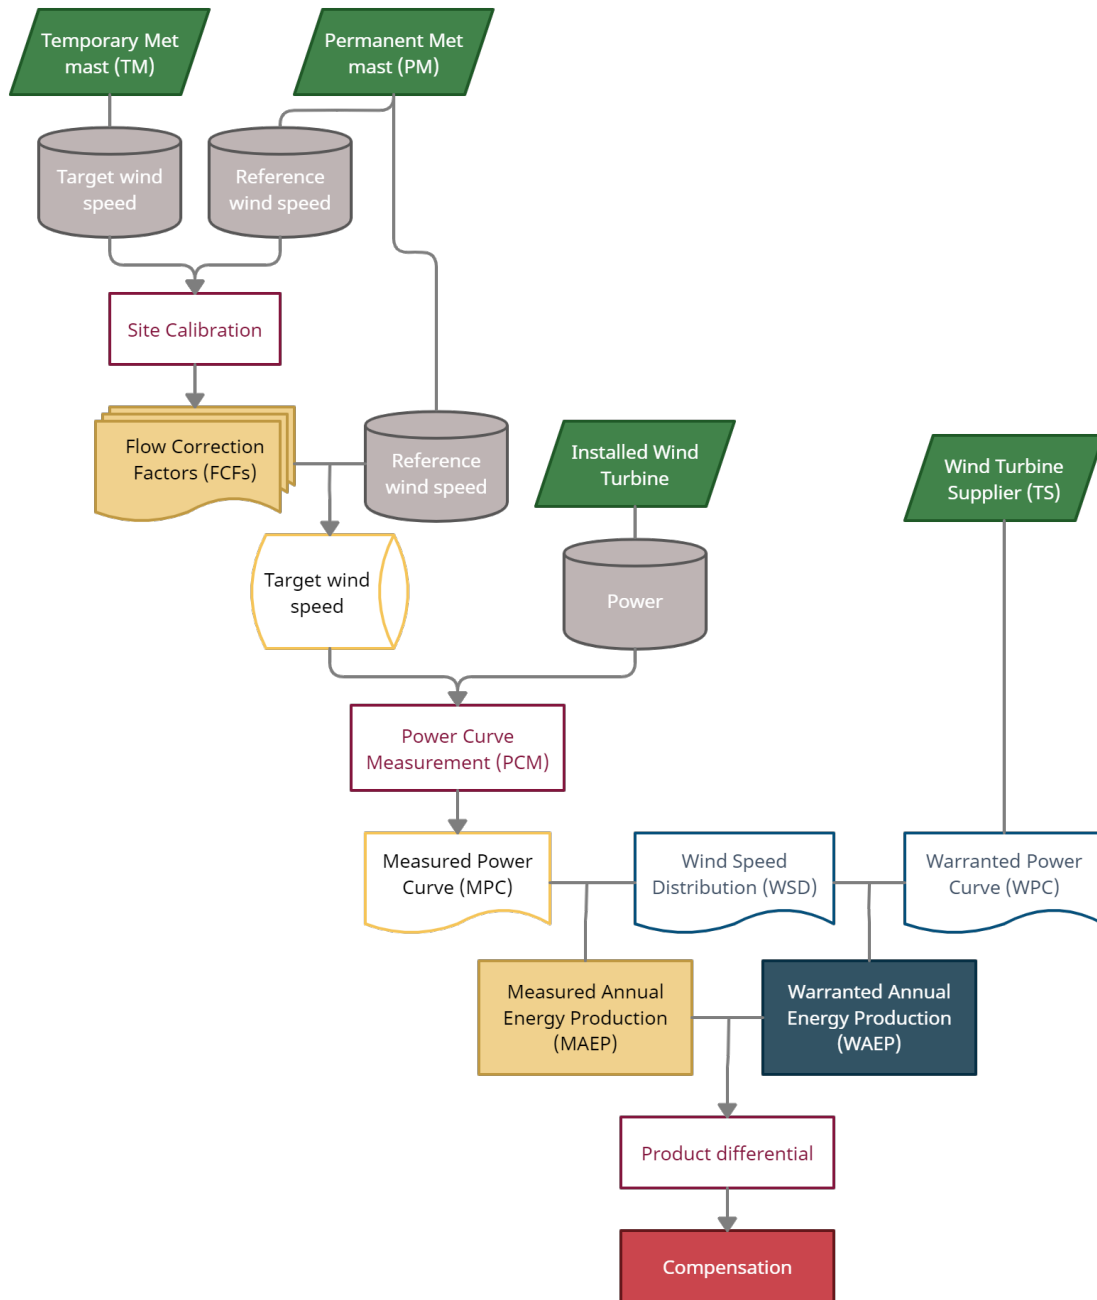 Temporary Met
mast (TM)
Permanent Met
mast (PM)
Target wind
speed
Reference
wind speed
Site Calibration
Flow Correction
Factors (FCFs)
Reference
wind speed
Installed Wind
Turbine
Wind Turbine
Supplier (TS)
Target wind
speed
Power
Power Curve
Measurement (PCM)
Measured Power
Curve (MPC)
Wind Speed
Distribution (WSD)
Warranted Power
Curve (WPC)
Measured Annual
Energy Production
(MAEP)
Warranted Annual
Energy Production
(WAEP)
Product differential
Compensation